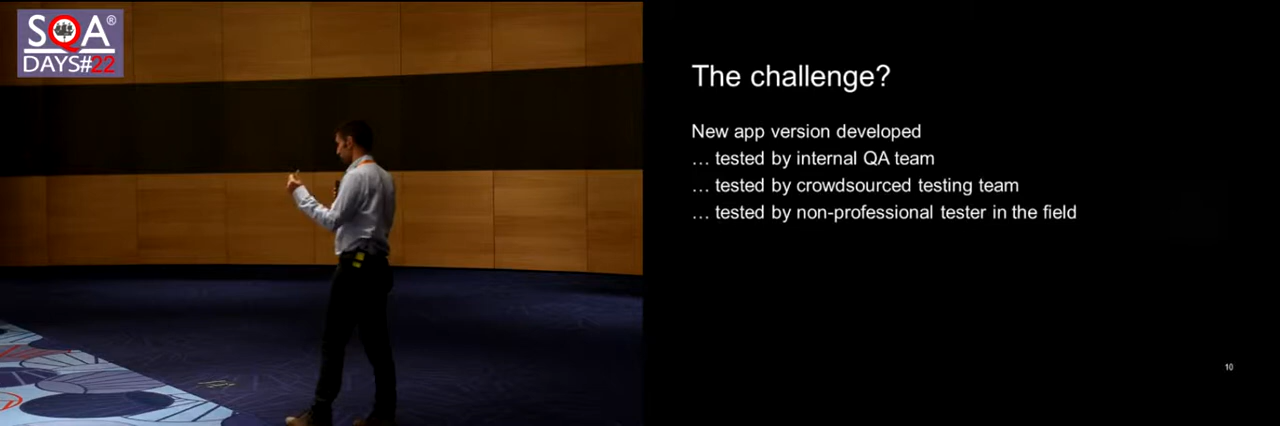 SQA®
DAYS#22
The challenge?
New app version developed
… tested by internal QA team
… tested by crowdsourced testing team
… tested by non-professional tester in the field
10